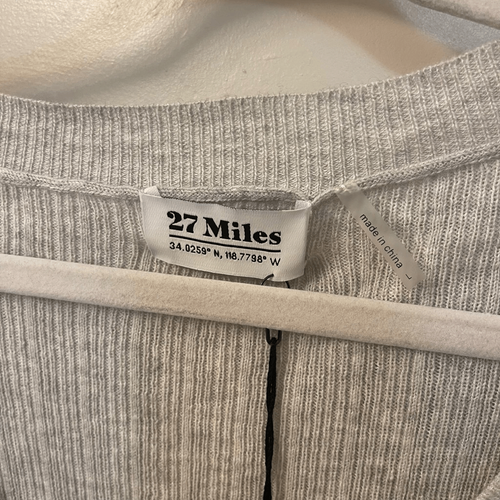 27 Miles
34.0259° N, 118.7798° W
made in china
L